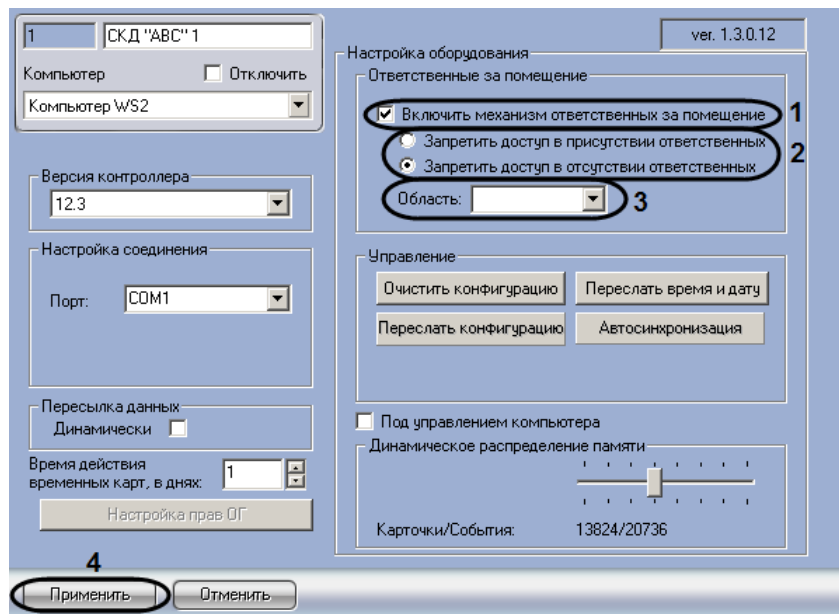 1
СКД "ABC" 1
ver. 1.3.0.12
Компьютер
Отключить
Компьютер WS2
Настройка оборудования
Ответственные за помещение
Включить механизм ответственных за помещение
1
Запретить доступ в присутствии ответственных
Запретить доступ в отсутствии ответственных
2
Область:
3
Версия контроллера
12.3
Настройка соединения
Порт:
COM1
Управление
Очистить конфигурацию
Переслать время и дату
Переслать конфигурацию
Автосинхронизация
Пересылка данных
Динамически
Под управлением компьютера
Динамическое распределение памяти
Время действия
временных карт, в днях:
1
Настройка прав ОГ
Карточки/События:
13824/20736
4
Применить
Отменить